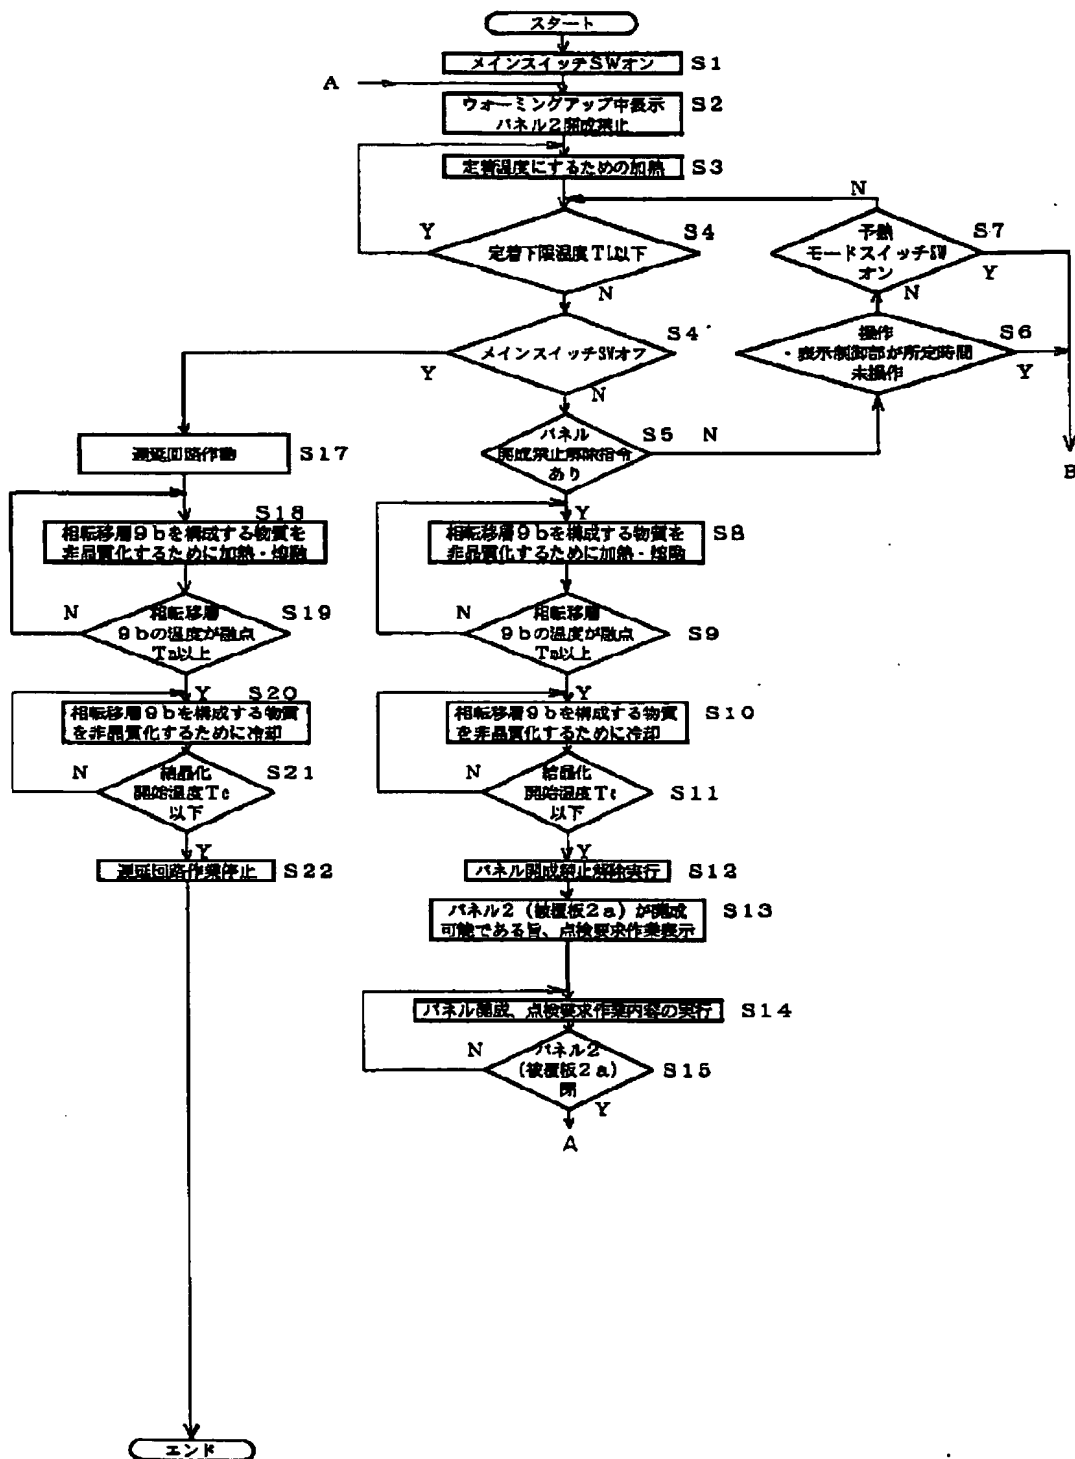 スタート
メインスイッチSWオン
S1
A
ウォーミングアップ中表示
パネル2開成禁止
S2
定着温度にするための加熱
S3
N
Y
定着下限温度TL以下
S4
N
予熱
モードスイッチSW
オン
S7
Y
N
メインスイッチSWオフ
S4
Y
N
操作
・表示制御部が所定時間
未操作
S6
Y
パネル
開成禁止解除指令
あり
S5
N
Y
B
遅延回路作動
S17
S18
相転移層9bを構成する物質を
非晶質化するために加熱・熔融
N
相転移層
9bの温度が融点
Tm以上
S19
Y
S20
相転移層9bを構成する物質
を非晶質化するために冷却
N
結晶化
開始温度Tc
以下
S21
Y
遅延回路作業停止
S22
相転移層9bを構成する物質を
非晶質化するために加熱・熔融
S8
N
相転移層
9bの温度が融点
Tm以上
S9
Y
相転移層9bを構成する物質
を非晶質化するために冷却
S10
N
結晶化
開始温度Tc
以下
S11
Y
パネル開成禁止解除実行
S12
パネル2(被覆板2a)が開成
可能である旨、点検要求作業表示
S13
パネル開成、点検要求作業内容の実行
S14
N
パネル2
(被覆板2a)
閉
S15
Y
A
エンド